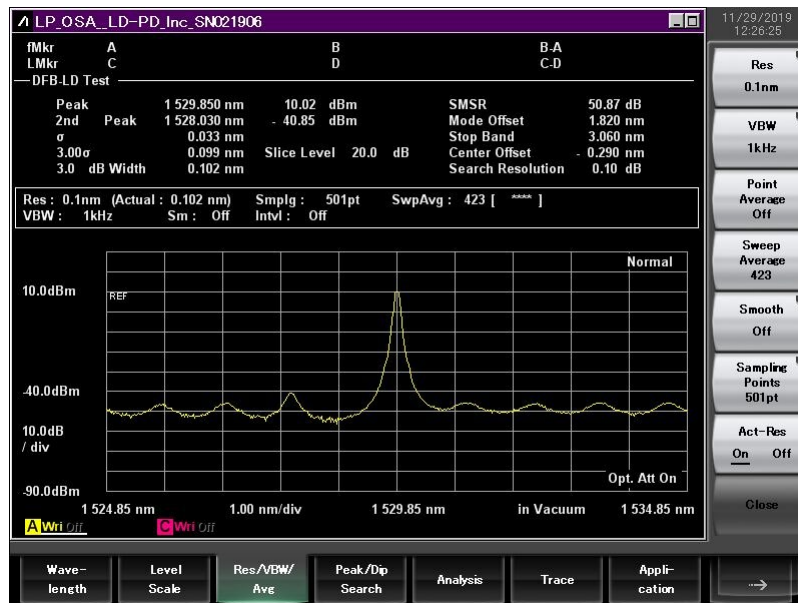 LP_OSA__LD-PD_Inc_SN021906
11/29/2019
12:26:25
fMkr A B B-A
LMkr C D C-D
DFB-LD Test
Peak 1 529.850 nm 10.02 dBm SMSR 50.87 dB
2nd Peak 1 528.030 nm - 40.85 dBm Mode Offset 1.820 nm
σ 0.033 nm Stop Band 3.060 nm
3.00σ 0.099 nm Slice Level 20.0 dB Center Offset - 0.290 nm
3.0 dB Width 0.102 nm Search Resolution 0.10 dB
Res : 0.1nm (Actual : 0.102 nm) Smplg : 501pt SwpAvg : 423 [ **** ]
VBW : 1kHz Sm : Off Intvl : Off
Normal
10.0dBm
REF
-40.0dBm
10.0dB
/ div
Opt. Att On
-90.0dBm
1 524.85 nm 1.00 nm/div 1 529.85 nm in Vacuum 1 534.85 nm
A Wri Off C Wri Off
Res
0.1nm
VBW
1kHz
Point
Average
Off
Sweep
Average
423
Smooth
Off
Sampling
Points
501pt
Act-Res
On Off
Close
Wave-
length
Level
Scale
Res/VBW/
Avg
Peak/Dip
Search
Analysis
Trace
Appli-
cation